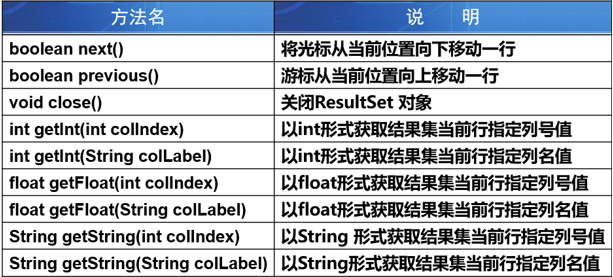 方法名 说 明
boolean next() 将光标从当前位置向下移动一行
boolean previous() 游标从当前位置向上移动一行
void close() 关闭ResultSet 对象
int getInt(int colIndex) 以int形式获取结果集当前行指定列号值
int getInt(String colLabel) 以int形式获取结果集当前行指定列名值
float getFloat(int colIndex) 以float形式获取结果集当前行指定列号值
float getFloat(String colLabel) 以float形式获取结果集当前行指定列名值
String getString(int colIndex) 以String 形式获取结果集当前行指定列号值
String getString(String colLabel) 以String形式获取结果集当前行指定列名值